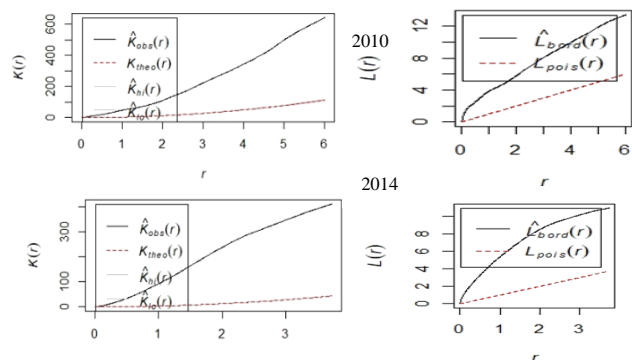 2010
K(r)
0 200 400 600
K̂obs(r)
Ktheo(r)
K̂hi(r)
K̂lo(r)
0 1 2 3 4 5 6
r
L(r)
0 4 8 12
L̂bord(r)
Lpois(r)
0 2 4 6
r
2014
K(r)
0 100 300
K̂obs(r)
Ktheo(r)
K̂hi(r)
K̂lo(r)
0 1 2 3
r
L(r)
0 2 4 6 8
L̂bord(r)
Lpois(r)
0 1 2 3
r